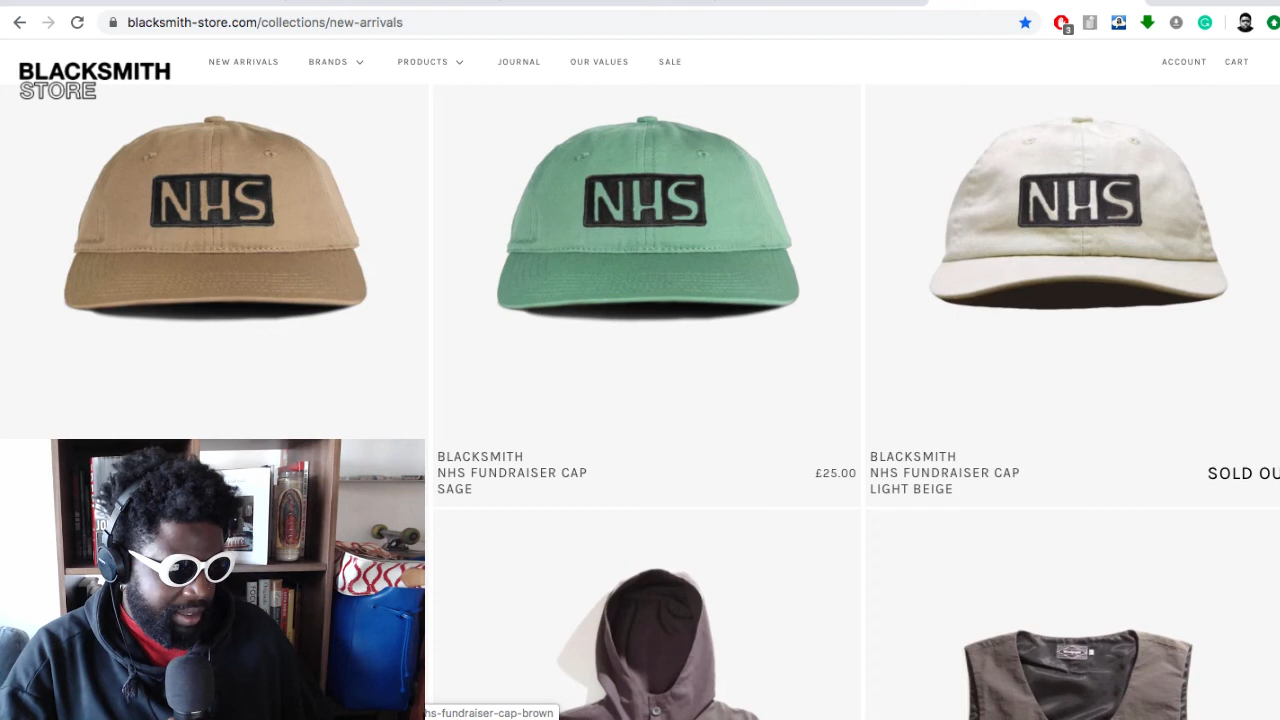 blacksmith-store.com/collections/new-arrivals
3
BLACKSMITH
STORE
NEW ARRIVALS
BRANDS
PRODUCTS
JOURNAL
OUR VALUES
SALE
ACCOUNT
CART
NHS
NHS
NHS
BLACKSMITH
NHS FUNDRAISER CAP
SAGE
£25.00
BLACKSMITH
NHS FUNDRAISER CAP
LIGHT BEIGE
SOLD OU
hs-fundraiser-cap-brown